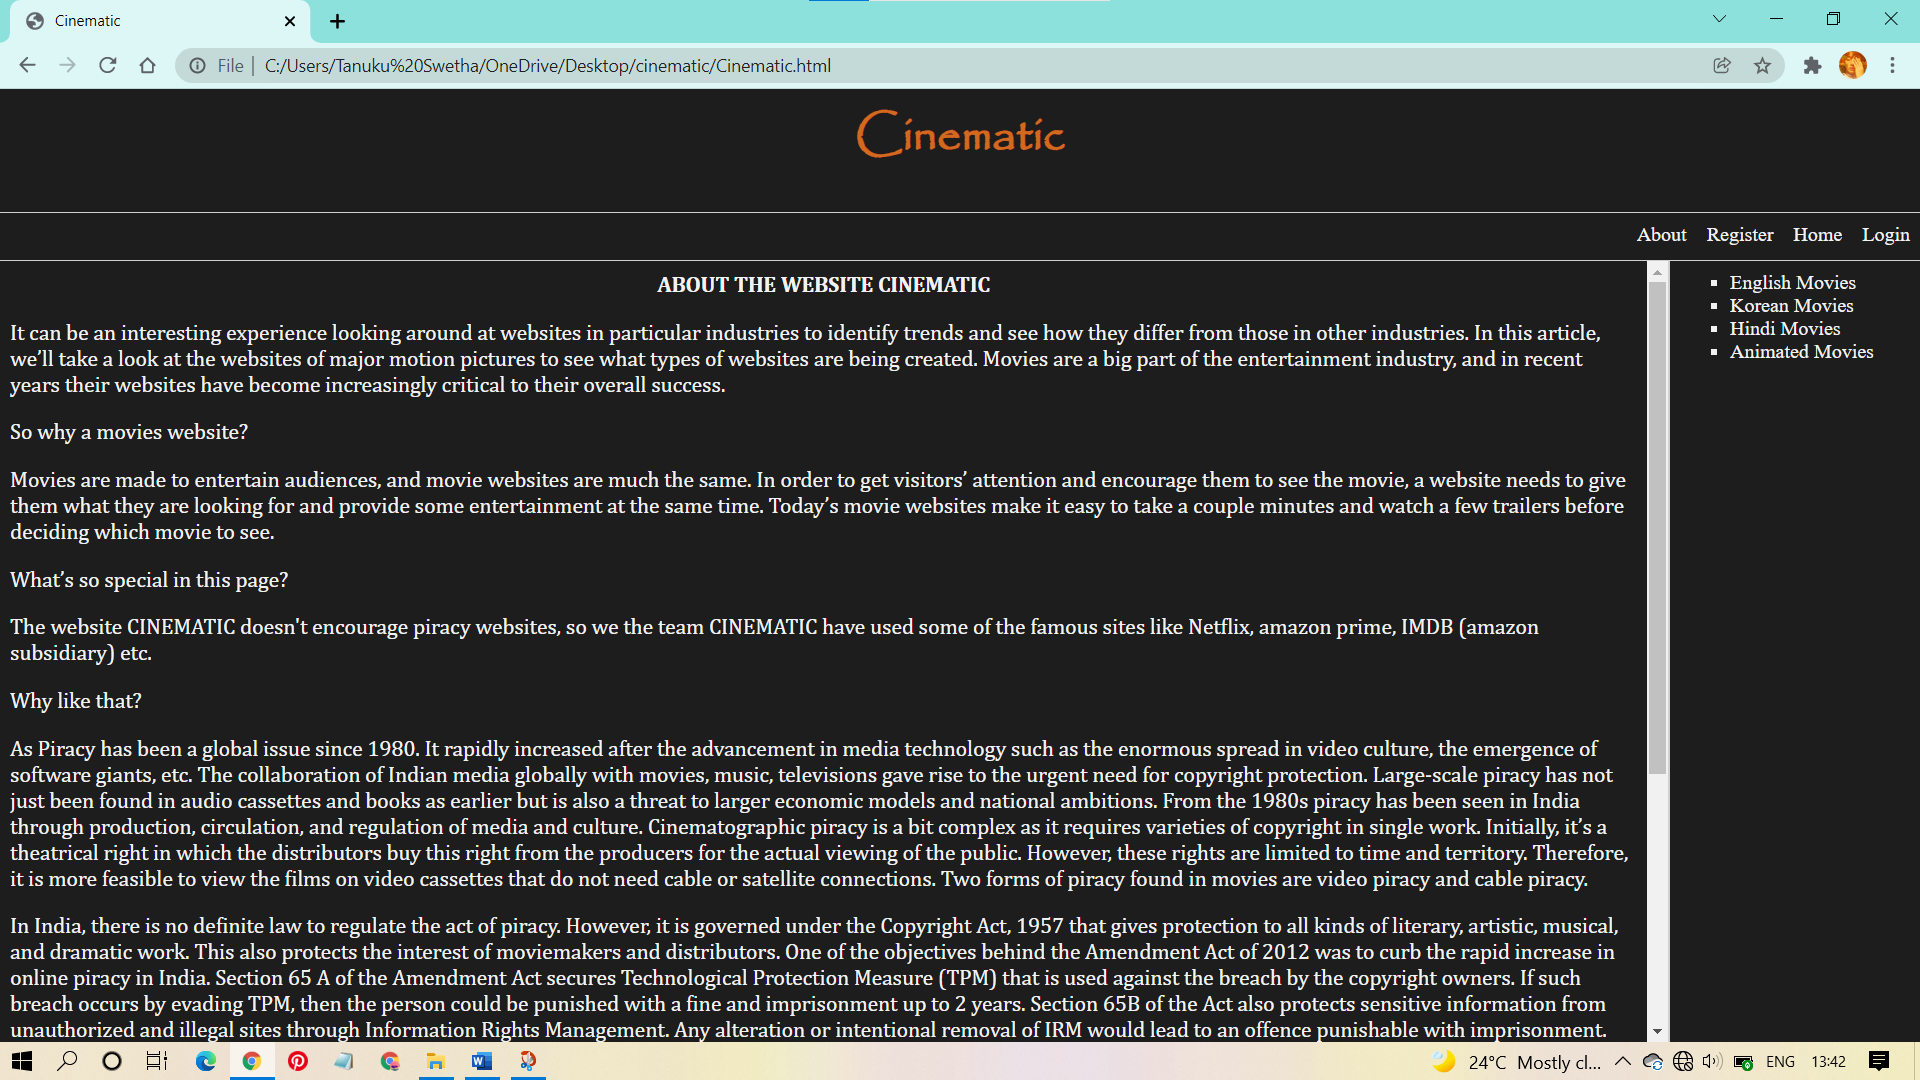 Cinematic
File | C:/Users/Tanuku%20Swetha/OneDrive/Desktop/cinematic/Cinematic.html
Cinematic
About Register Home Login
ABOUT THE WEBSITE CINEMATIC
It can be an interesting experience looking around at websites in particular industries to identify trends and see how they differ from those in other industries. In this article,
we’ll take a look at the websites of major motion pictures to see what types of websites are being created. Movies are a big part of the entertainment industry, and in recent
years their websites have become increasingly critical to their overall success.
So why a movies website?
Movies are made to entertain audiences, and movie websites are much the same. In order to get visitors’ attention and encourage them to see the movie, a website needs to give
them what they are looking for and provide some entertainment at the same time. Today’s movie websites make it easy to take a couple minutes and watch a few trailers before
deciding which movie to see.
What’s so special in this page?
The website CINEMATIC doesn't encourage piracy websites, so we the team CINEMATIC have used some of the famous sites like Netflix, amazon prime, IMDB (amazon
subsidiary) etc.
Why like that?
As Piracy has been a global issue since 1980. It rapidly increased after the advancement in media technology such as the enormous spread in video culture, the emergence of
software giants, etc. The collaboration of Indian media globally with movies, music, televisions gave rise to the urgent need for copyright protection. Large-scale piracy has not
just been found in audio cassettes and books as earlier but is also a threat to larger economic models and national ambitions. From the 1980s piracy has been seen in India
through production, circulation, and regulation of media and culture. Cinematographic piracy is a bit complex as it requires varieties of copyright in single work. Initially, it’s a
theatrical right in which the distributors buy this right from the producers for the actual viewing of the public. However, these rights are limited to time and territory. Therefore,
it is more feasible to view the films on video cassettes that do not need cable or satellite connections. Two forms of piracy found in movies are video piracy and cable piracy.
In India, there is no definite law to regulate the act of piracy. However, it is governed under the Copyright Act, 1957 that gives protection to all kinds of literary, artistic, musical,
and dramatic work. This also protects the interest of moviemakers and distributors. One of the objectives behind the Amendment Act of 2012 was to curb the rapid increase in
online piracy in India. Section 65 A of the Amendment Act secures Technological Protection Measure (TPM) that is used against the breach by the copyright owners. If such
breach occurs by evading TPM, then the person could be punished with a fine and imprisonment up to 2 years. Section 65B of the Act also protects sensitive information from
unauthorized and illegal sites through Information Rights Management. Any alteration or intentional removal of IRM would lead to an offence punishable with imprisonment.
English Movies
Korean Movies
Hindi Movies
Animated Movies
24°C Mostly cl... ENG 13:42